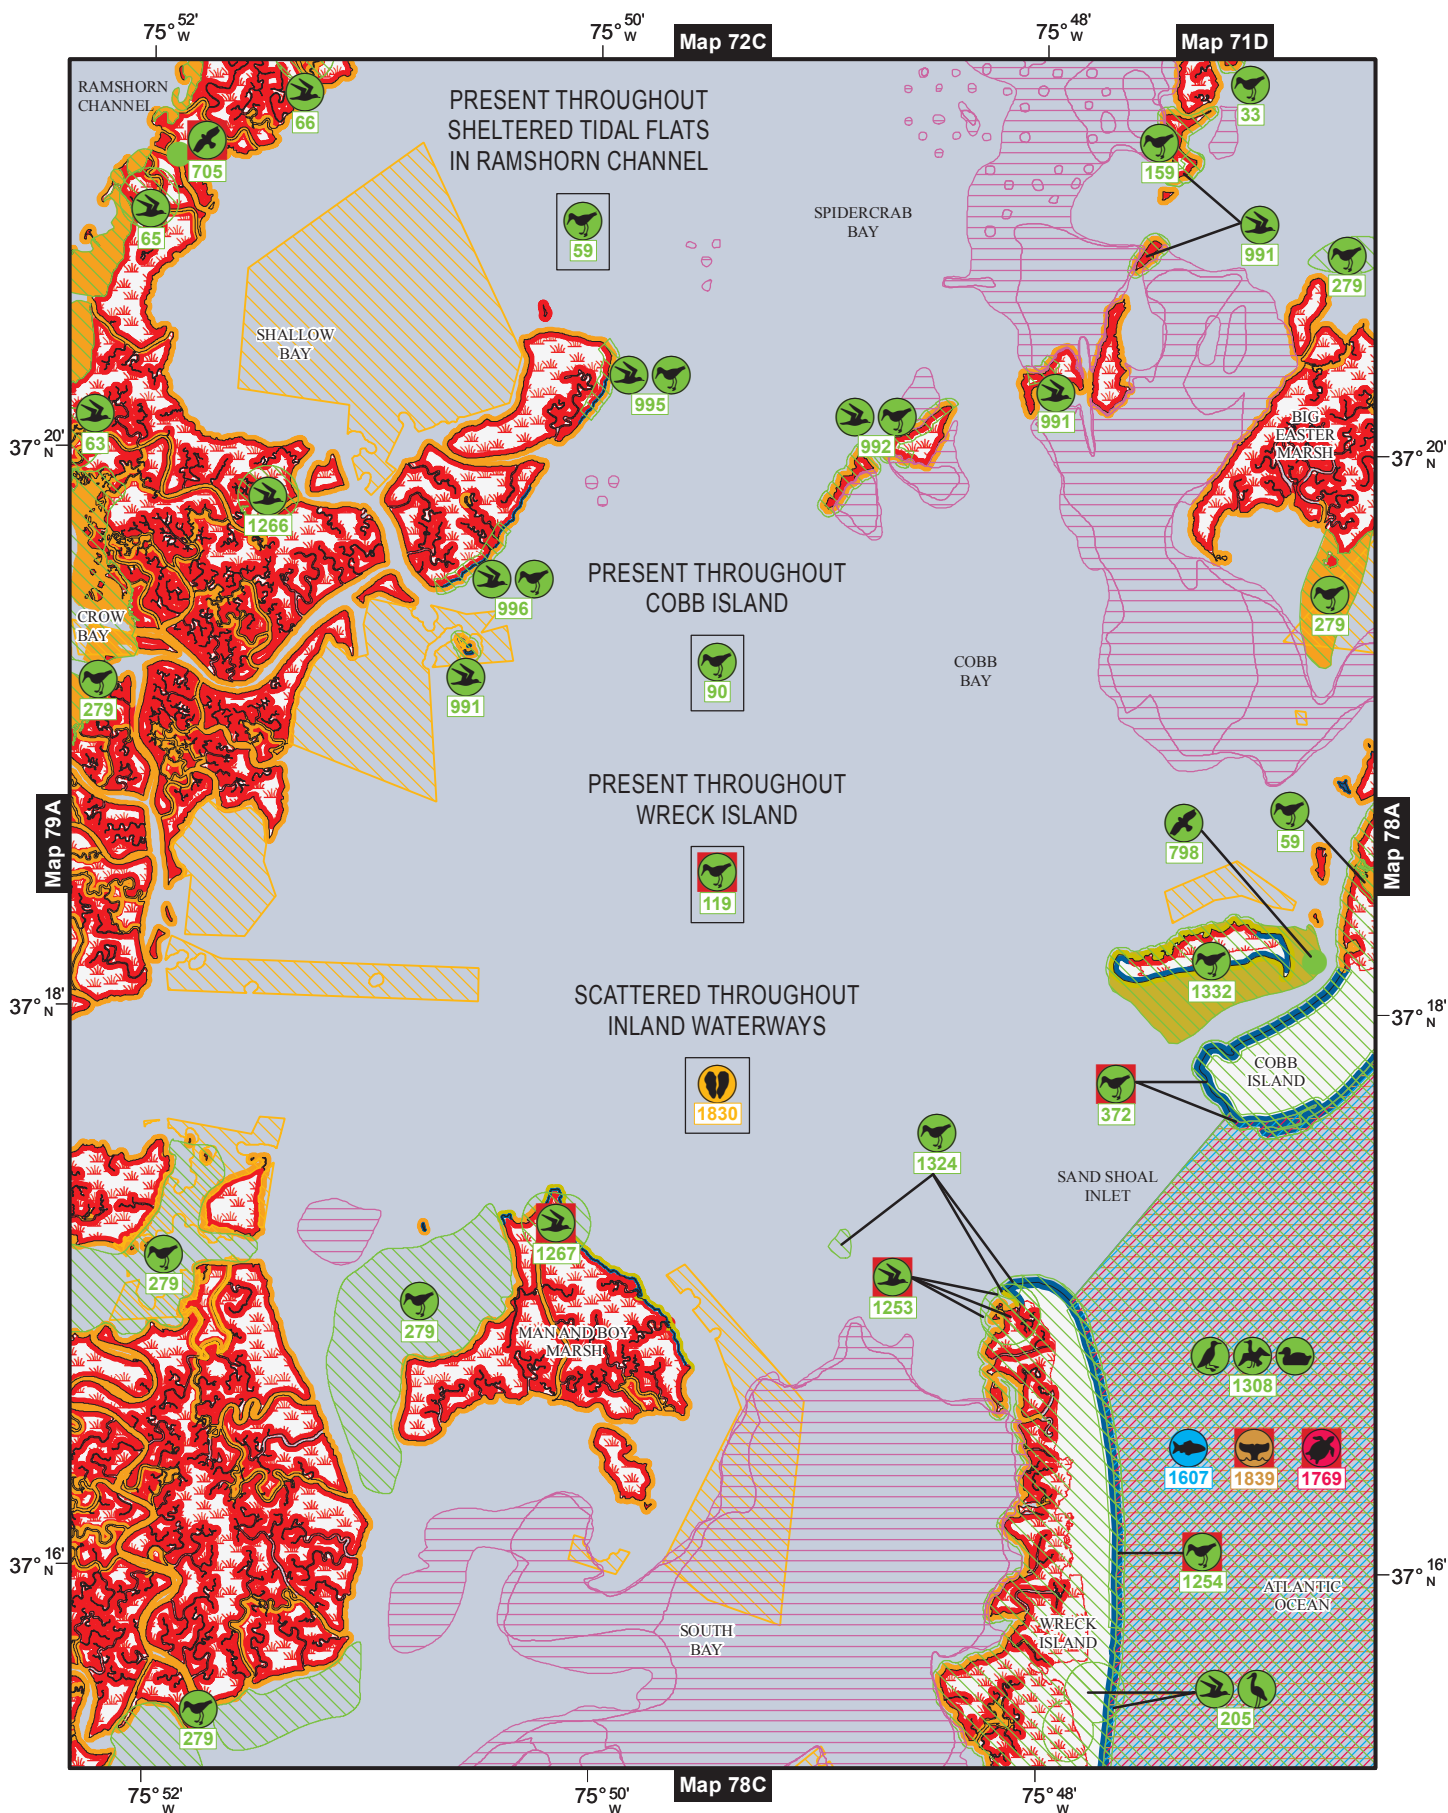 75° 52'
W
75° 50'
W
Map 72C
75° 48'
W
Map 71D
RAMSHORN
CHANNEL
66
705
65
PRESENT THROUGHOUT
SHELTERED TIDAL FLATS
IN RAMSHORN CHANNEL
59
SPIDERCRAB
BAY
33
159
991
279
SHALLOW
BAY
995
992
991
BIG
EASTER
MARSH
63
37° 20'
N
37° 20'
N
1266
996
PRESENT THROUGHOUT
COBB ISLAND
90
279
CROW
BAY
279
991
COBB
BAY
PRESENT THROUGHOUT
WRECK ISLAND
119
Map 79A
Map 78A
798
59
1332
SCATTERED THROUGHOUT
INLAND WATERWAYS
1830
37° 18'
N
37° 18'
N
COBB
ISLAND
372
1324
SAND SHOAL
INLET
279
1267
279
1253
MAN AND BOY
MARSH
1308
1607
1839
1769
1254
37° 16'
N
37° 16'
N
ATLANTIC
OCEAN
SOUTH
BAY
WRECK
ISLAND
205
279
75° 52'
W
75° 50'
W
Map 78C
75° 48'
W